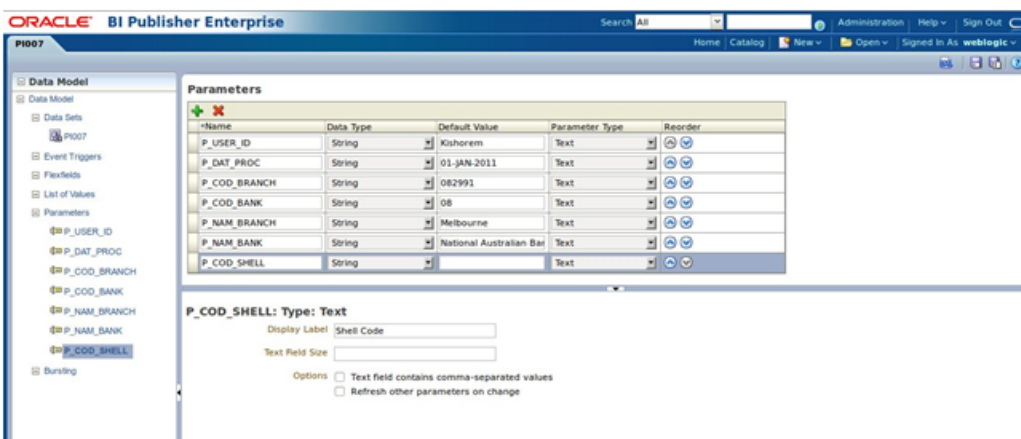 ORACLE BI Publisher Enterprise Search All Administration Help Sign Out
PI007 Home Catalog New Open Signed In As weblogic
Data Model
Data Model
Data Sets
PI007
Event Triggers
Flexfields
List of Values
Parameters
P_USER_ID
P_DAT_PROC
P_COD_BRANCH
P_COD_BANK
P_NAM_BRANCH
P_NAM_BANK
P_COD_SHELL
Bursting
Parameters
*Name Data Type Default Value Parameter Type Reorder
P_USER_ID String Kishorem Text
P_DAT_PROC String 01-JAN-2011 Text
P_COD_BRANCH String 082991 Text
P_COD_BANK String 08 Text
P_NAM_BRANCH String Melbourne Text
P_NAM_BANK String National Australian Ban Text
P_COD_SHELL String Text
P_COD_SHELL: Type: Text
Display Label Shell Code
Text Field Size
Options Text field contains comma-separated values
Refresh other parameters on change